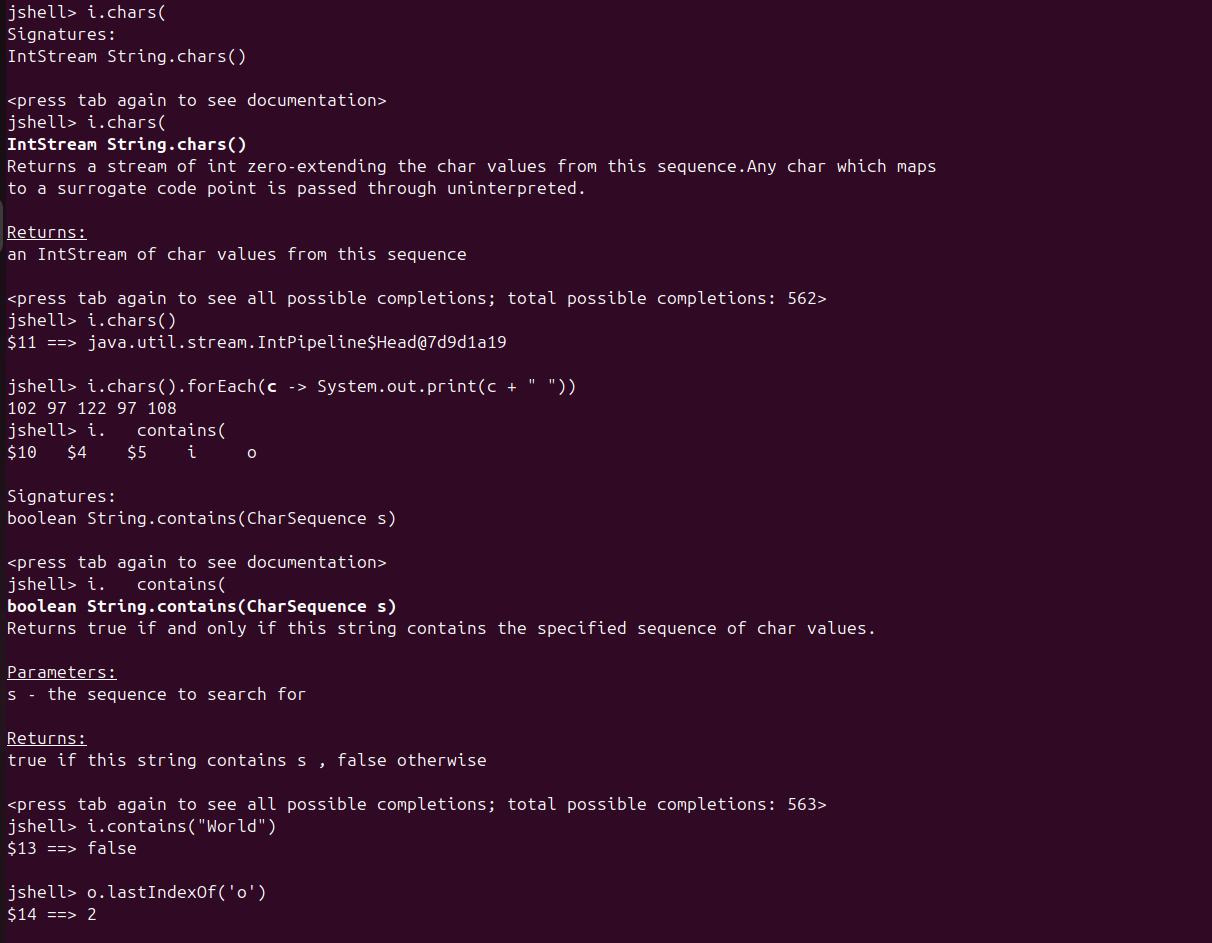 jshell> i.chars(
Signatures:
IntStream String.chars()
<press tab again to see documentation>
jshell> i.chars(
IntStream String.chars()
Returns a stream of int zero-extending the char values from this sequence.Any char which maps
to a surrogate code point is passed through uninterpreted.
Returns:
an IntStream of char values from this sequence
<press tab again to see all possible completions; total possible completions: 562>
jshell> i.chars()
$11 ==> java.util.stream.IntPipeline$Head@7d9d1a19
jshell> i.chars().forEach(c -> System.out.print(c + " "))
102 97 122 97 108
jshell> i.   contains(
$10   $4    $5    i     o
Signatures:
boolean String.contains(CharSequence s)
<press tab again to see documentation>
jshell> i.   contains(
boolean String.contains(CharSequence s)
Returns true if and only if this string contains the specified sequence of char values.
Parameters:
s - the sequence to search for
Returns:
true if this string contains s , false otherwise
<press tab again to see all possible completions; total possible completions: 563>
jshell> i.contains("World")
$13 ==> false
jshell> o.lastIndexOf('o')
$14 ==> 2